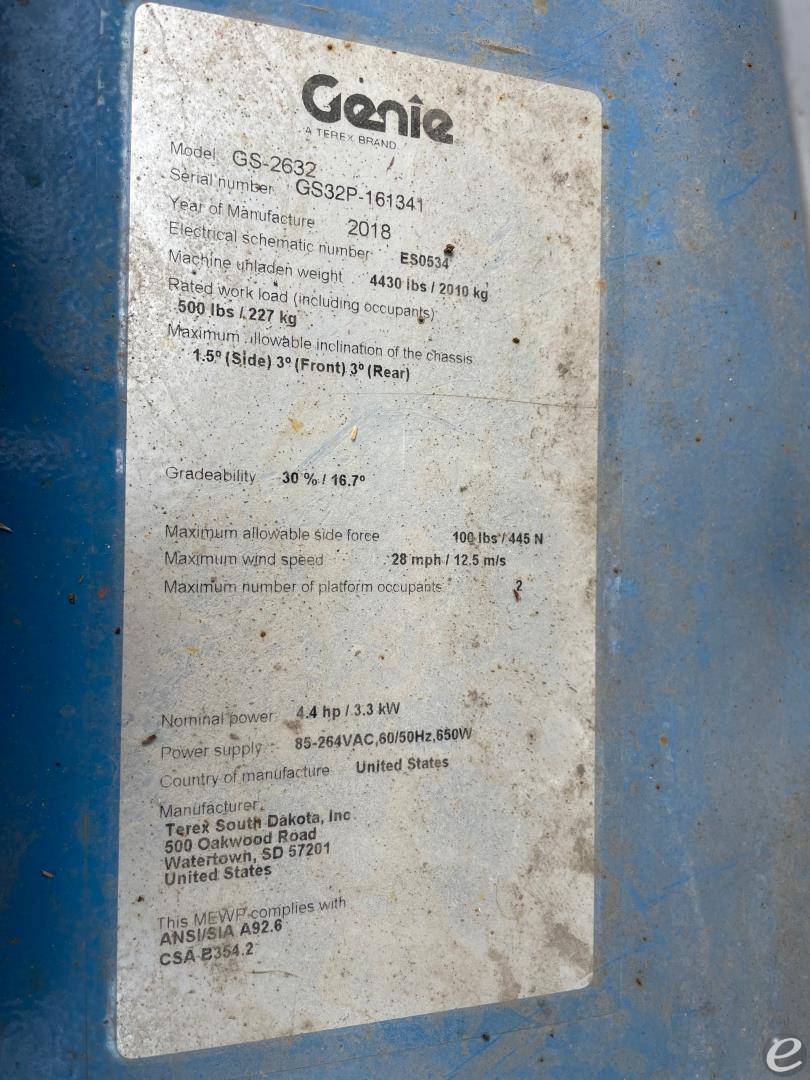 Genie
A TEREX BRAND
Model GS-2632
Serial number GS32P-161341
Year of Manufacture 2018
Electrical schematic number ES0534
Machine unladen weight 4430 lbs / 2010 kg
Rated work load (including occupants)
500 lbs / 227 kg
Maximum allowable inclination of the chassis
1.5º (Side) 3º (Front) 3º (Rear)
Gradeability 30 % / 16.7º
Maximum allowable side force 100 lbs / 445 N
Maximum wind speed 28 mph / 12.5 m/s
Maximum number of platform occupants 2
Nominal power 4.4 hp / 3.3 kW
Power supply 85-264VAC,60/50Hz,650W
Country of manufacture United States
Manufacturer
Terex South Dakota, Inc
500 Oakwood Road
Watertown, SD 57201
United States
This MEWP complies with
ANSI/SIA A92.6
CSA B354.2
e